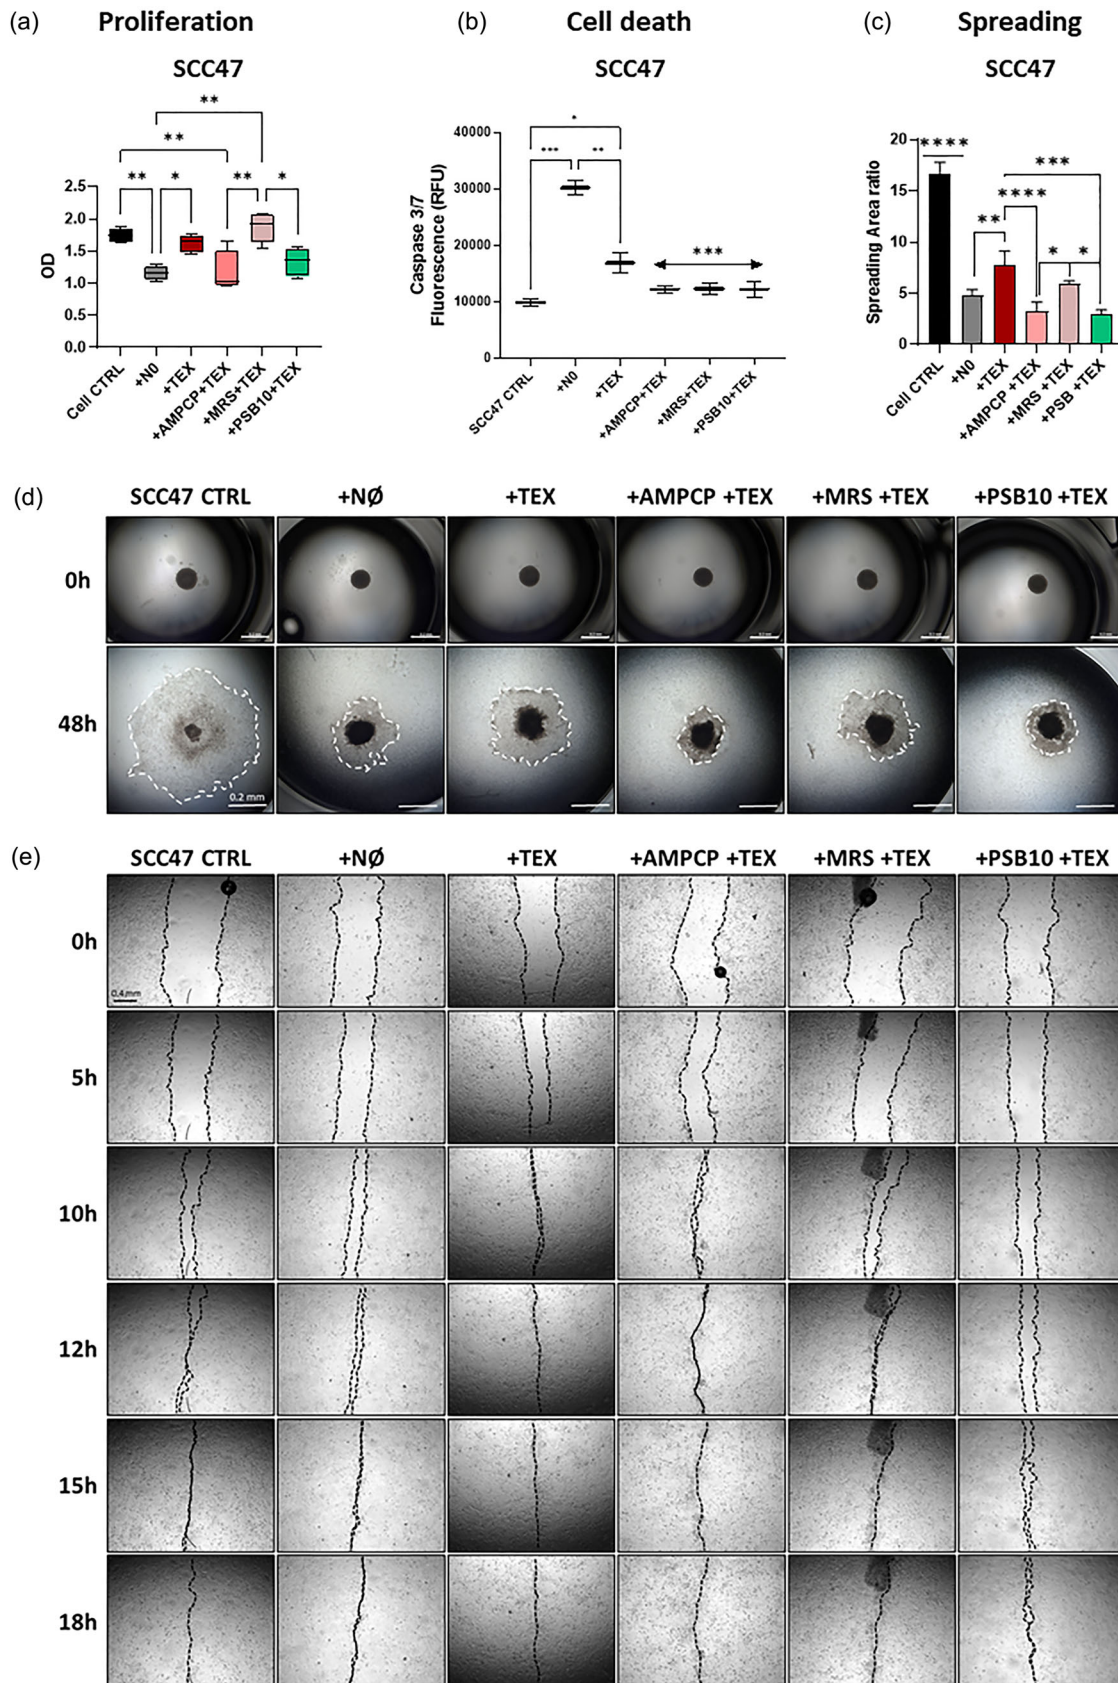 (a) Proliferation
SCC47
**
**
** * ** *
2.5
2.0
1.5
1.0
0.5
0.0
OD
Cell CTRL
+N0
+TEX
+AMPCP+TEX
+MRS+TEX
+PSB10+TEX
(b) Cell death
SCC47
*
*** **
***
40000
30000
20000
10000
0
Caspase 3/7
Fluorescence (RFU)
SCC47 CTRL
+N0
+TEX
+AMPCP+TEX
+MRS+TEX
+PSB10+TEX
(c) Spreading
SCC47
****
***
****
**
* *
20
15
10
5
0
Spreading Area ratio
Cell CTRL
+N0
+TEX
+AMPCP +TEX
+MRS +TEX
+PSB +TEX
(d) SCC47 CTRL +NØ +TEX +AMPCP +TEX +MRS +TEX +PSB10 +TEX
0h
48h
0.2 mm
(e) SCC47 CTRL +NØ +TEX +AMPCP +TEX +MRS +TEX +PSB10 +TEX
0h
0.4 mm
5h
10h
12h
15h
18h